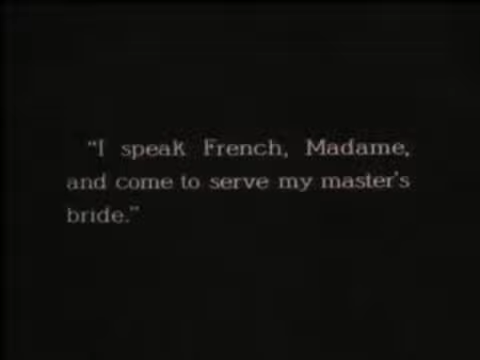 “I speak French, Madame,
and come to serve my master's
bride.”